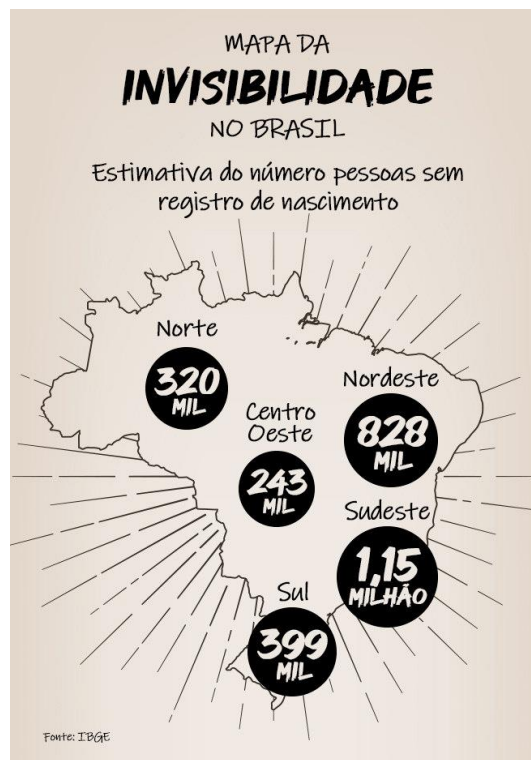 MAPA DA
INVISIBILIDADE
NO BRASIL
Estimativa do número pessoas sem
registro de nascimento
Norte
320
MIL
Nordeste
828
MIL
Centro
Oeste
243
MIL
Sudeste
1,15
MILHÃO
Sul
399
MIL
Fonte: IBGE